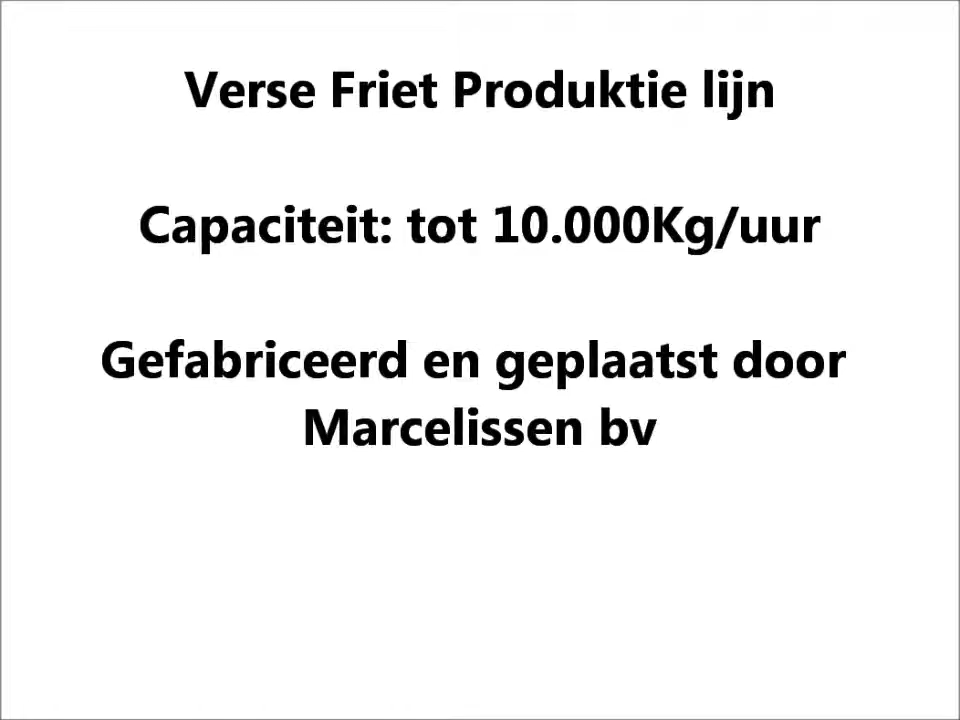 Verse Friet Produktie lijn
Capaciteit: tot 10.000Kg/uur
Gefabriceerd en geplaatst door
Marcelissen bv